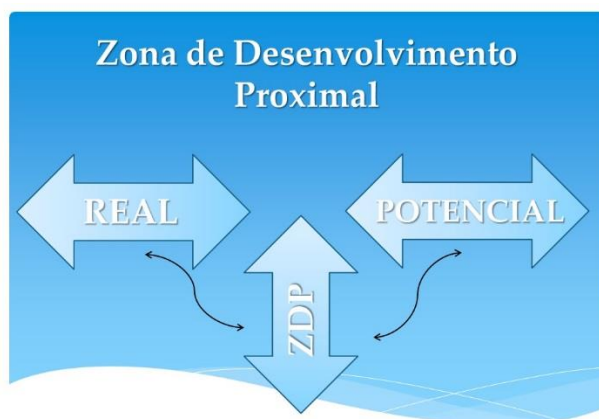 Zona de Desenvolvimento
Proximal
REAL
POTENCIAL
ZDP